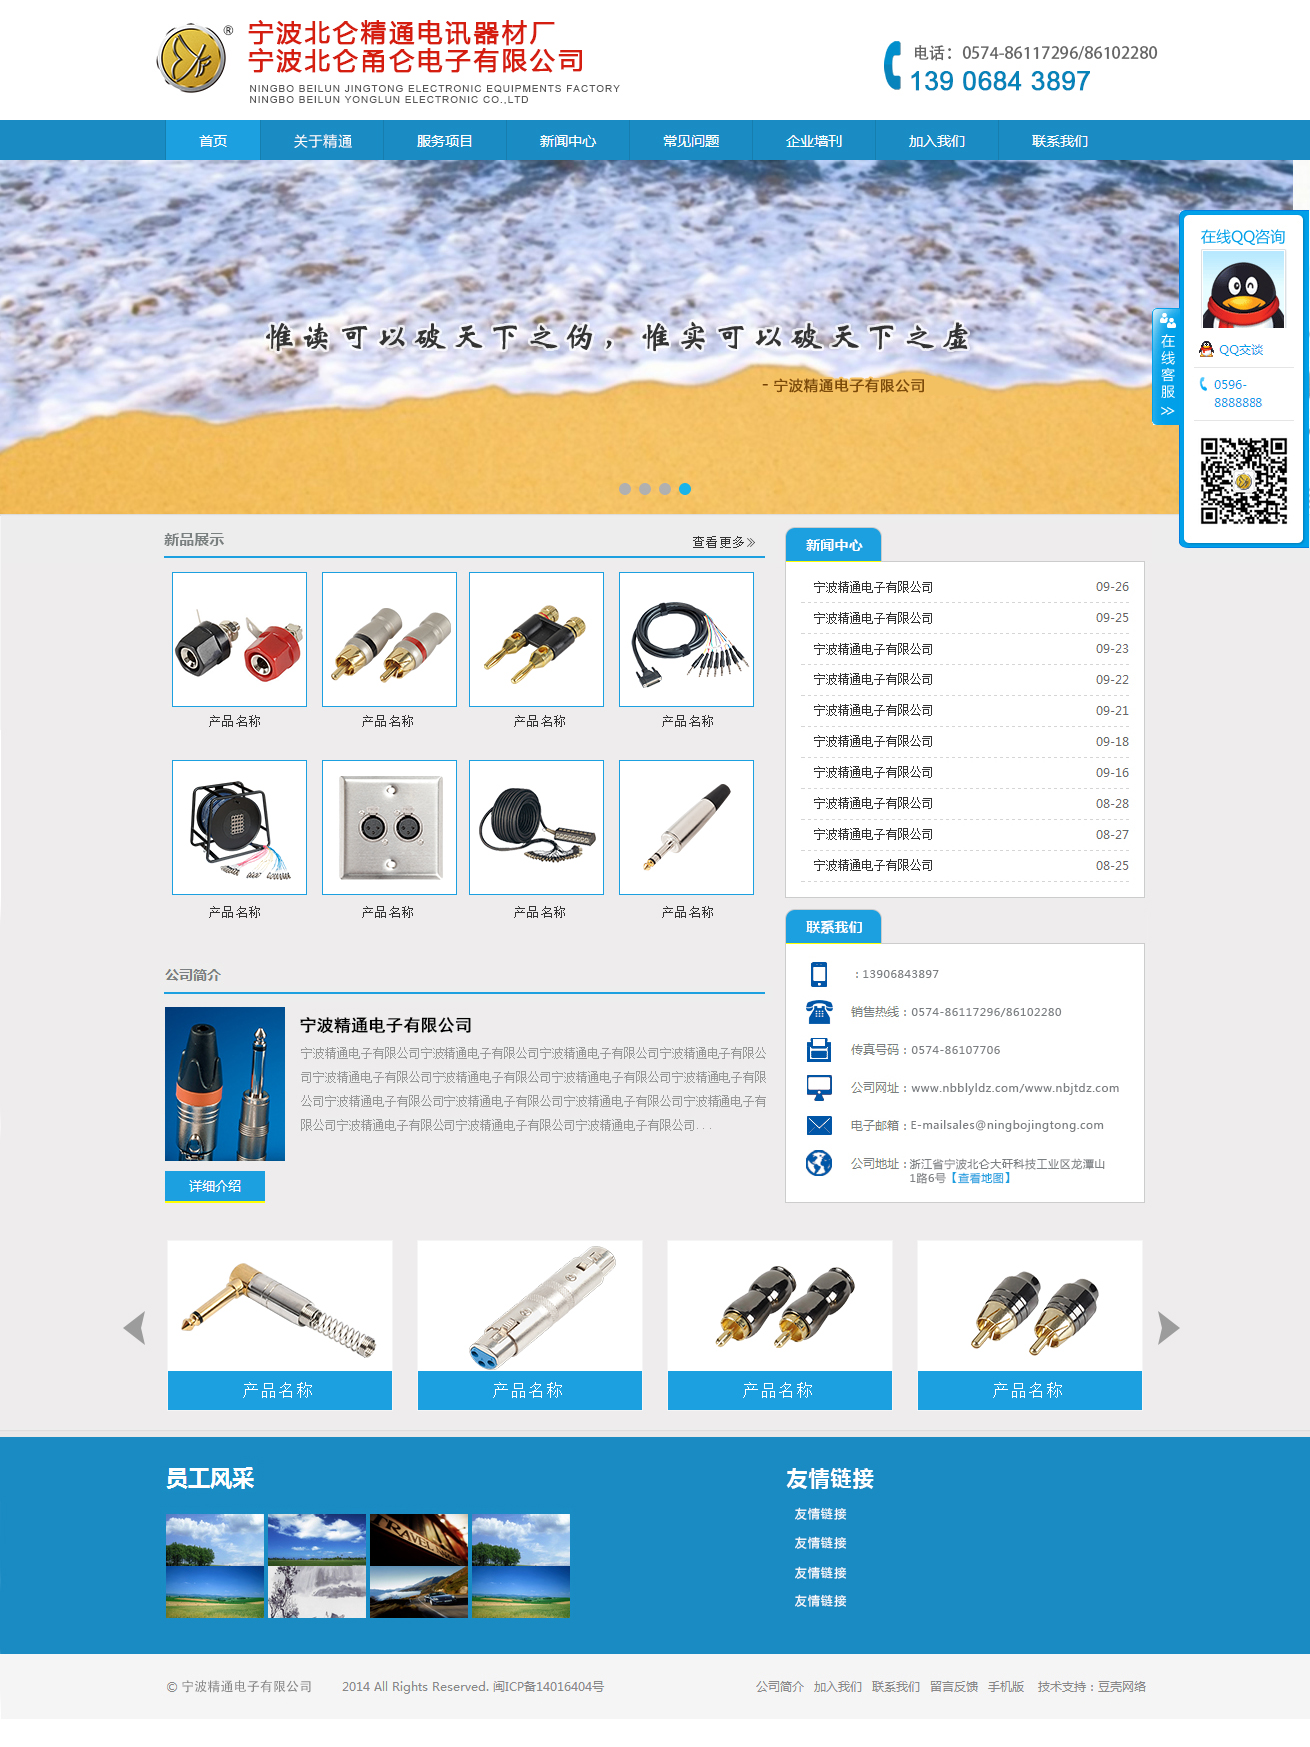 ®
宁波北仑精通电讯器材厂
宁波北仑甬仑电子有限公司
NINGBO BEILUN JINGTONG ELECTRONIC EQUIPMENTS FACTORY
NINGBO BEILUN YONGLUN ELECTRONIC CO.,LTD
电话：0574-86117296/86102280
139 0684 3897
首页 关于精通 服务项目 新闻中心 常见问题 企业墙刊 加入我们 联系我们
惟读可以破天下之伪，惟实可以破天下之虚
- 宁波精通电子有限公司
在线QQ咨询
QQ交谈
0596-
8888888
在线客服
新品展示 查看更多
产品名称 产品名称 产品名称 产品名称
产品名称 产品名称 产品名称 产品名称
新闻中心
宁波精通电子有限公司 09-26
宁波精通电子有限公司 09-25
宁波精通电子有限公司 09-23
宁波精通电子有限公司 09-22
宁波精通电子有限公司 09-21
宁波精通电子有限公司 09-18
宁波精通电子有限公司 09-16
宁波精通电子有限公司 08-28
宁波精通电子有限公司 08-27
宁波精通电子有限公司 08-25
公司简介
宁波精通电子有限公司
宁波精通电子有限公司宁波精通电子有限公司宁波精通电子有限公司宁波精通电子有限公
司宁波精通电子有限公司宁波精通电子有限公司宁波精通电子有限公司宁波精通电子有限
公司宁波精通电子有限公司宁波精通电子有限公司宁波精通电子有限公司宁波精通电子有
限公司宁波精通电子有限公司宁波精通电子有限公司宁波精通电子有限公司...
详细介绍
联系我们
：13906843897
销售热线：0574-86117296/86102280
传真号码：0574-86107706
公司网址：www.nbblyldz.com/www.nbjtdz.com
电子邮箱：E-mailsales@ningbojingtong.com
公司地址：浙江省宁波北仑大矸科技工业区龙潭山
1路6号【查看地图】
产品名称 产品名称 产品名称 产品名称
员工风采
TRAVEL
友情链接
友情链接
友情链接
友情链接
友情链接
© 宁波精通电子有限公司 2014 All Rights Reserved. 闽ICP备14016404号
公司简介 加入我们 联系我们 留言反馈 手机版 技术支持：豆壳网络